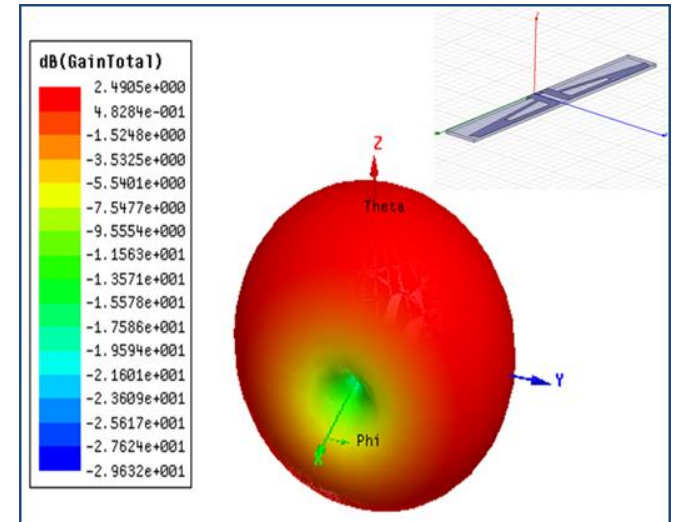 dB(GainTotal)
2.4905e+000
4.8284e-001
-1.5248e+000
-3.5325e+000
-5.5401e+000
-7.5477e+000
-9.5554e+000
-1.1563e+001
-1.3571e+001
-1.5578e+001
-1.7586e+001
-1.9594e+001
-2.1601e+001
-2.3609e+001
-2.5617e+001
-2.7624e+001
-2.9632e+001
Z
Theta
Y
Phi
X